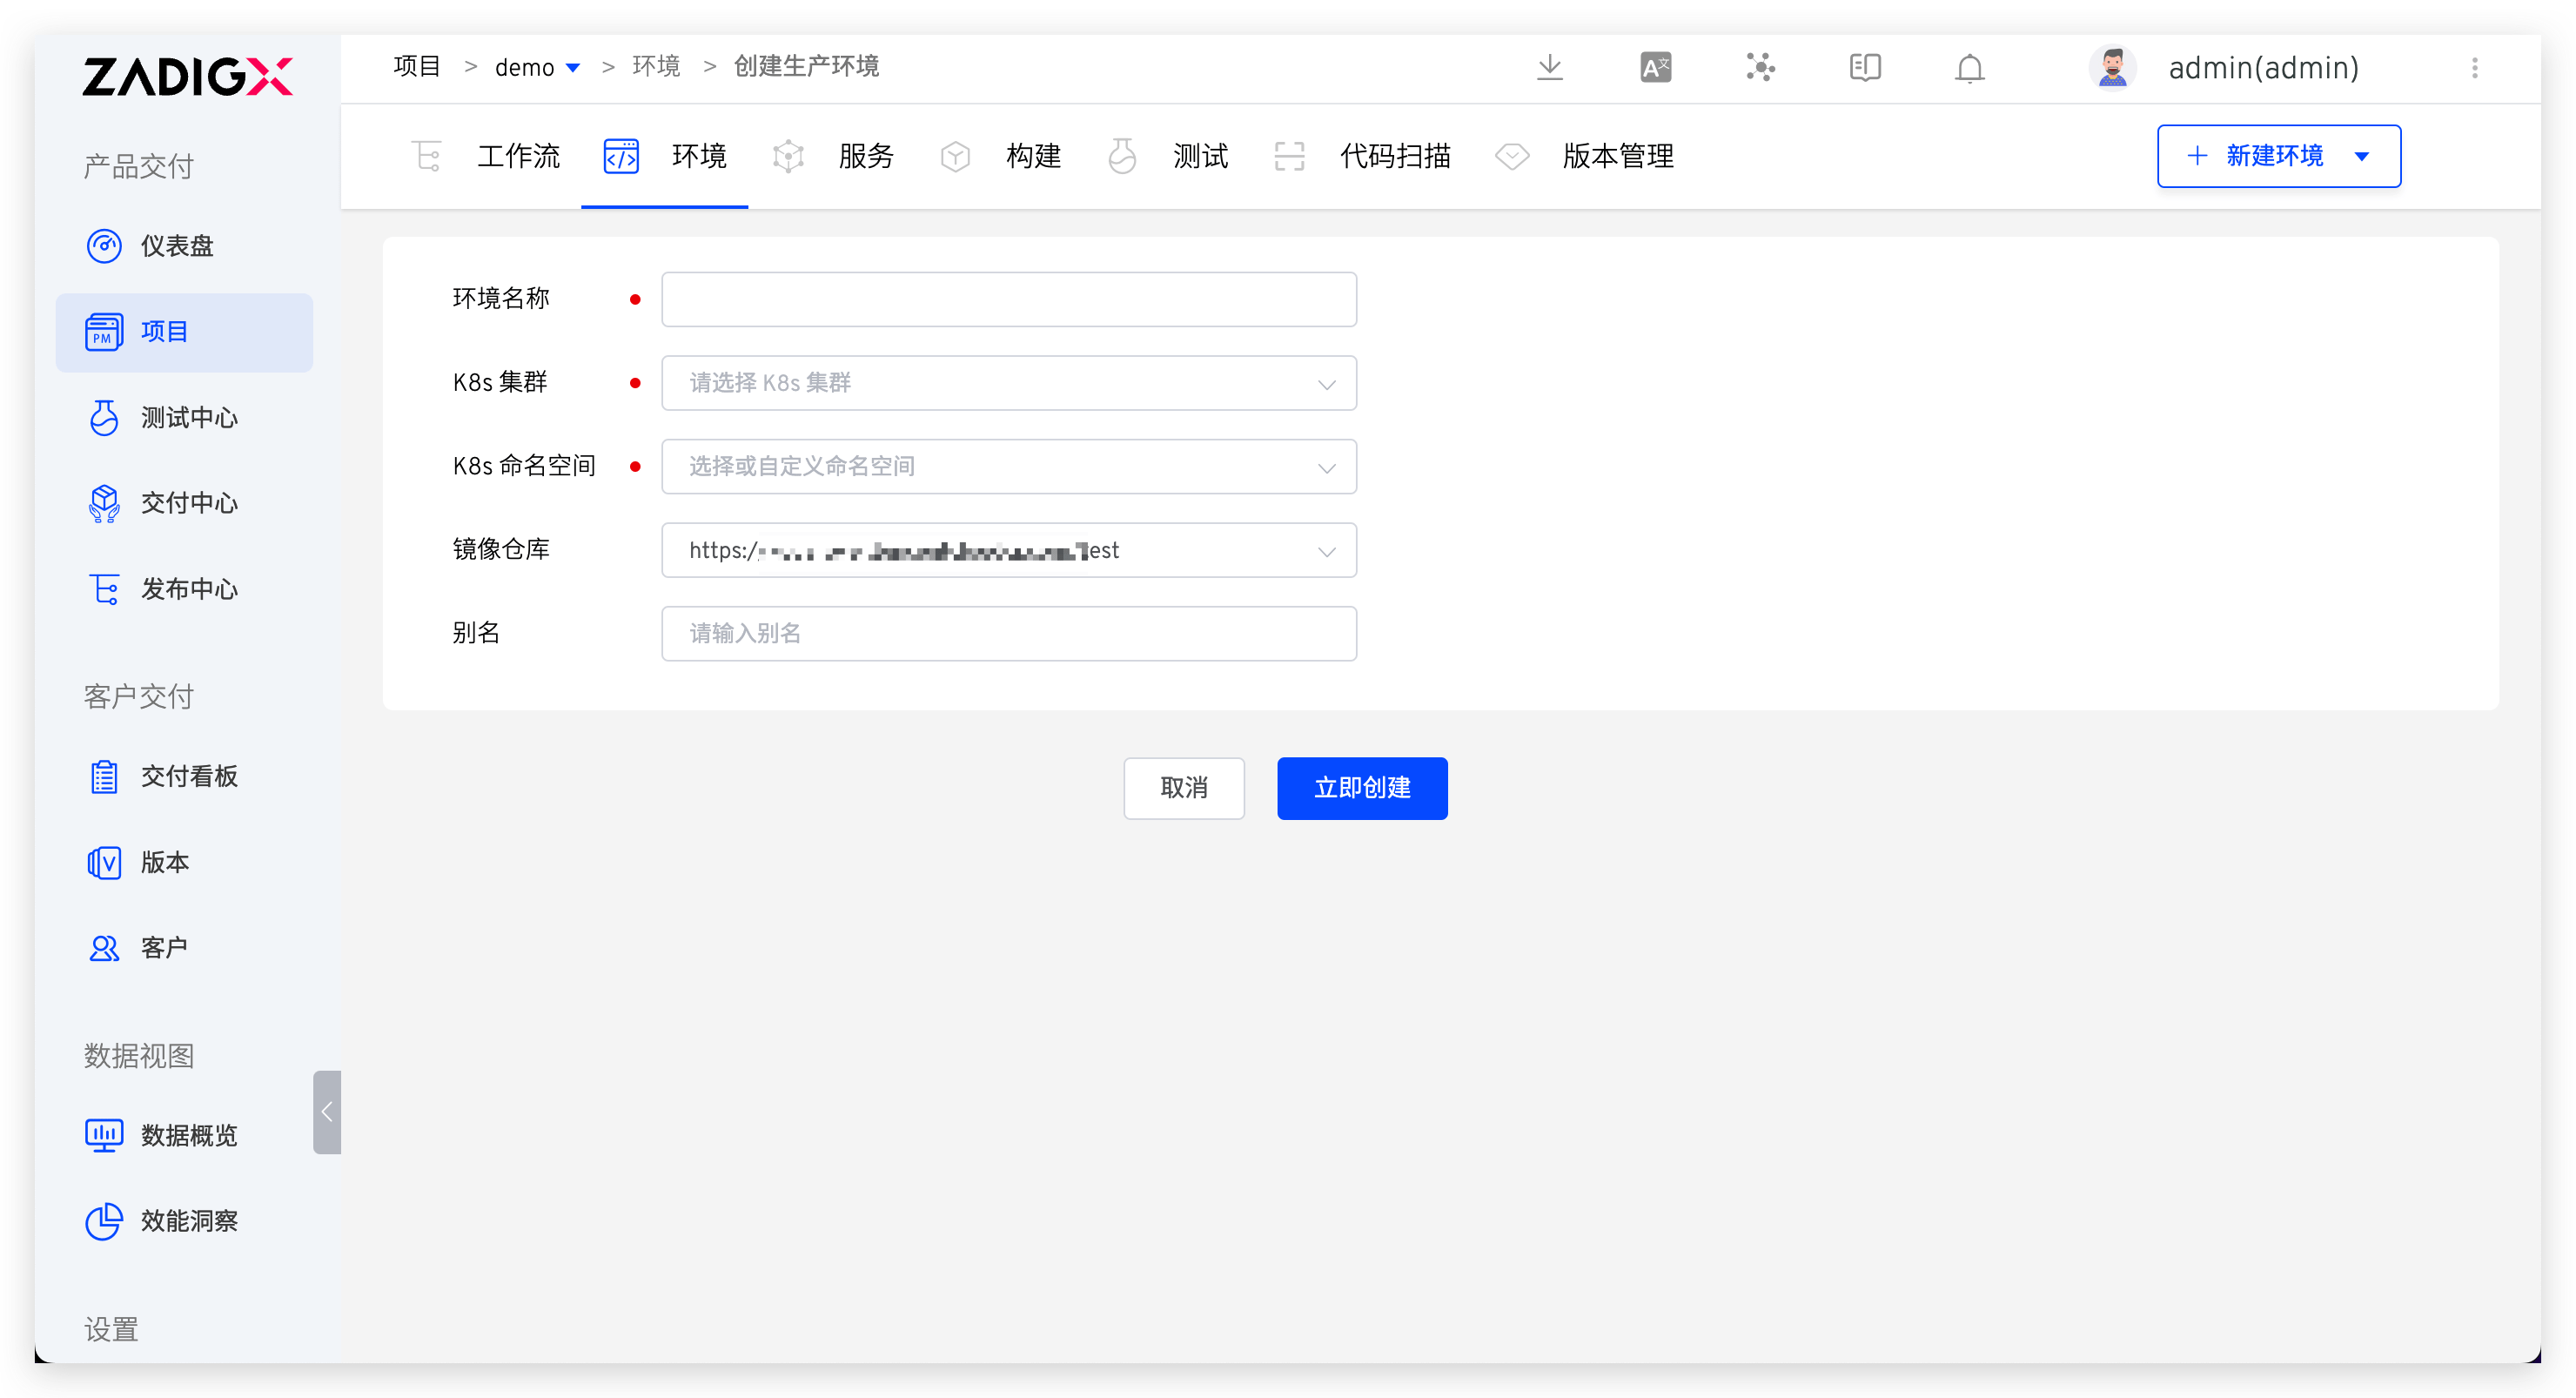 ZADIGX
项目 > demo > 环境 > 创建生产环境
A文
admin(admin)
工作流 环境 服务 构建 测试 代码扫描 版本管理
+ 新建环境
产品交付
仪表盘
PM 项目
测试中心
交付中心
发布中心
客户交付
交付看板
V 版本
客户
数据视图
数据概览
效能洞察
设置
环境名称
K8s 集群 请选择 K8s 集群
K8s 命名空间 选择或自定义命名空间
镜像仓库 https:/ est
别名 请输入别名
取消 立即创建